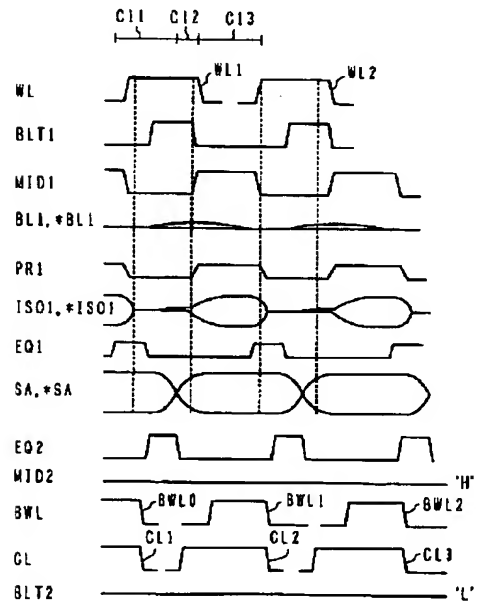 C11 C12 C13
WL WL1 WL2
BLT1
MID1
BL1,*BL1
PR1
ISO1,*ISO1
EQ1
SA,*SA
EQ2
MID2 'H'
BWL BWL0 BWL1 BWL2
CL CL1 CL2 CL3
BLT2 'L'